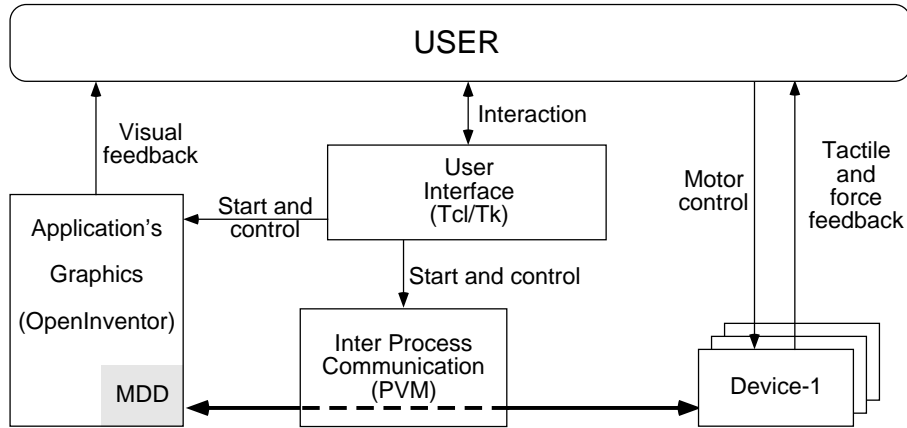 USER
Visual
feedback
Interaction
User
Interface
(Tcl/Tk)
Motor
control
Tactile
and
force
feedback
Start and
control
Application's
Graphics
(OpenInventor)
MDD
Start and control
Inter Process
Communication
(PVM)
Device-1